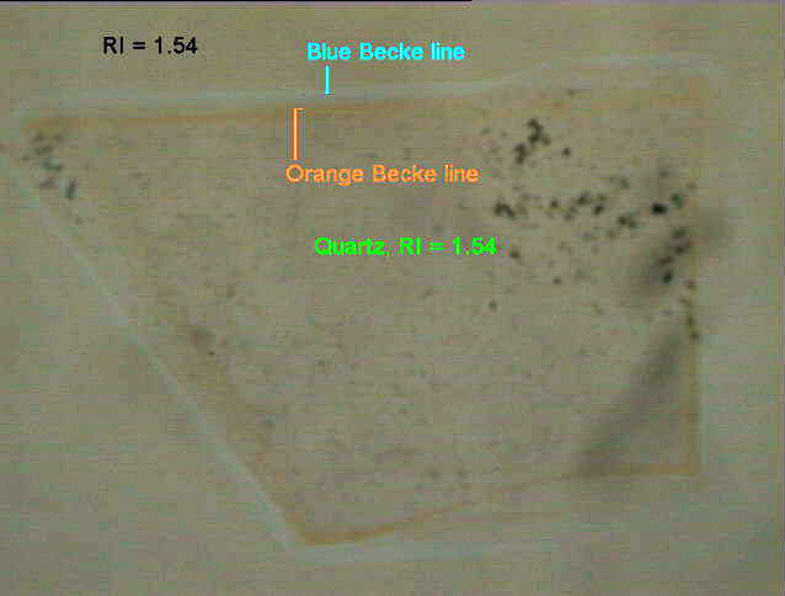 RI = 1.54
Blue Becke line
Orange Becke line
Quartz, RI = 1.54